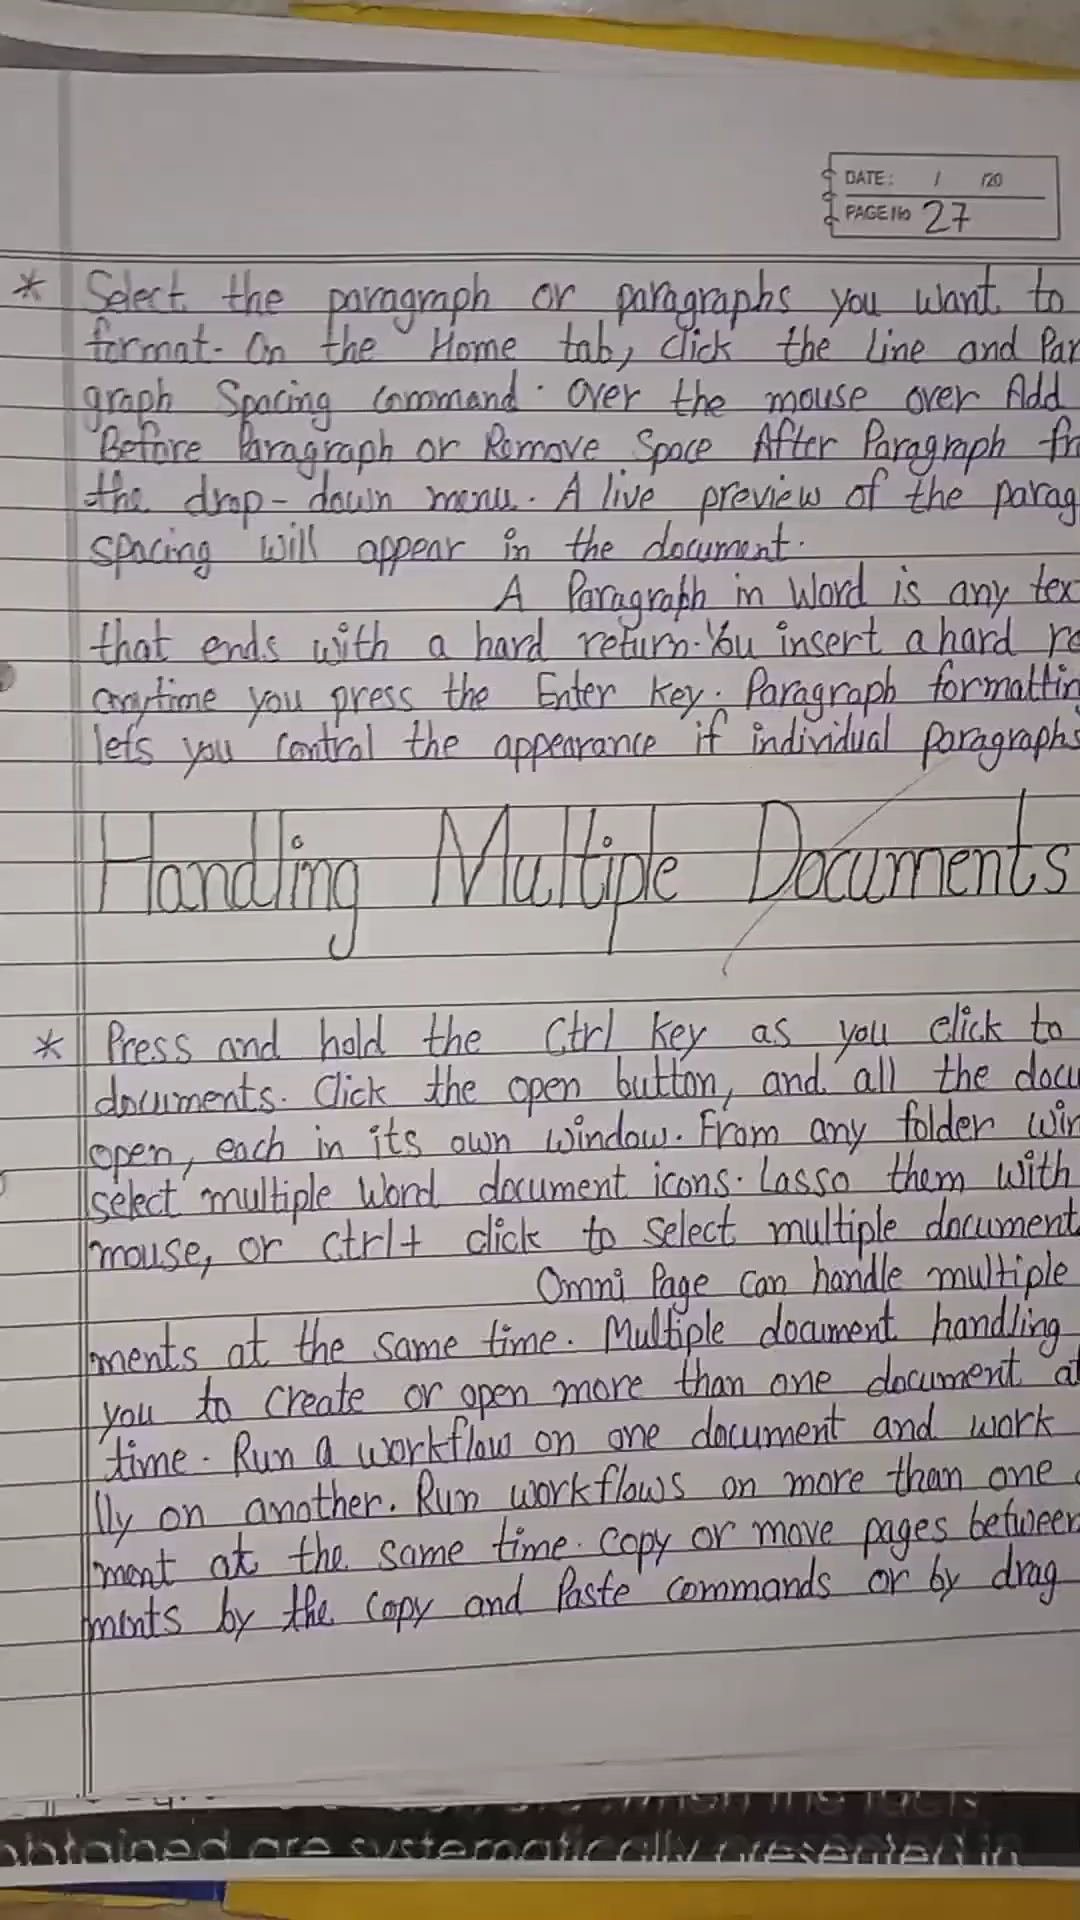 DATE: / /20
PAGE No 27
* Select the paragraph or paragraphs you want to
format. On the Home tab, click the Line and Par
graph Spacing command. Over the mouse over Add
Before Paragraph or Remove Space After Paragraph fr
the drop-down menu. A live preview of the parag
spacing will appear in the document.
A Paragraph in Word is any tex
that ends with a hard return. You insert a hard re
anytime you press the Enter key. Paragraph formattin
lets you control the appearance if individual Paragraphs
Handling Multiple Documents
* Press and hold the Ctrl key as you click to
documents. Click the open button, and all the docu
open, each in its own window. From any folder win
select multiple Word document icons. Lasso them with
mouse, or ctrl+ click to select multiple document
Omni Page can handle multiple
ments at the same time. Multiple document handling
you to create or open more than one document at
time. Run a workflow on one document and work
lly on another. Run workflows on more than one
ment at the same time. Copy or move pages between
ments by the Copy and Paste commands or by drag
obtained are systematically presented in